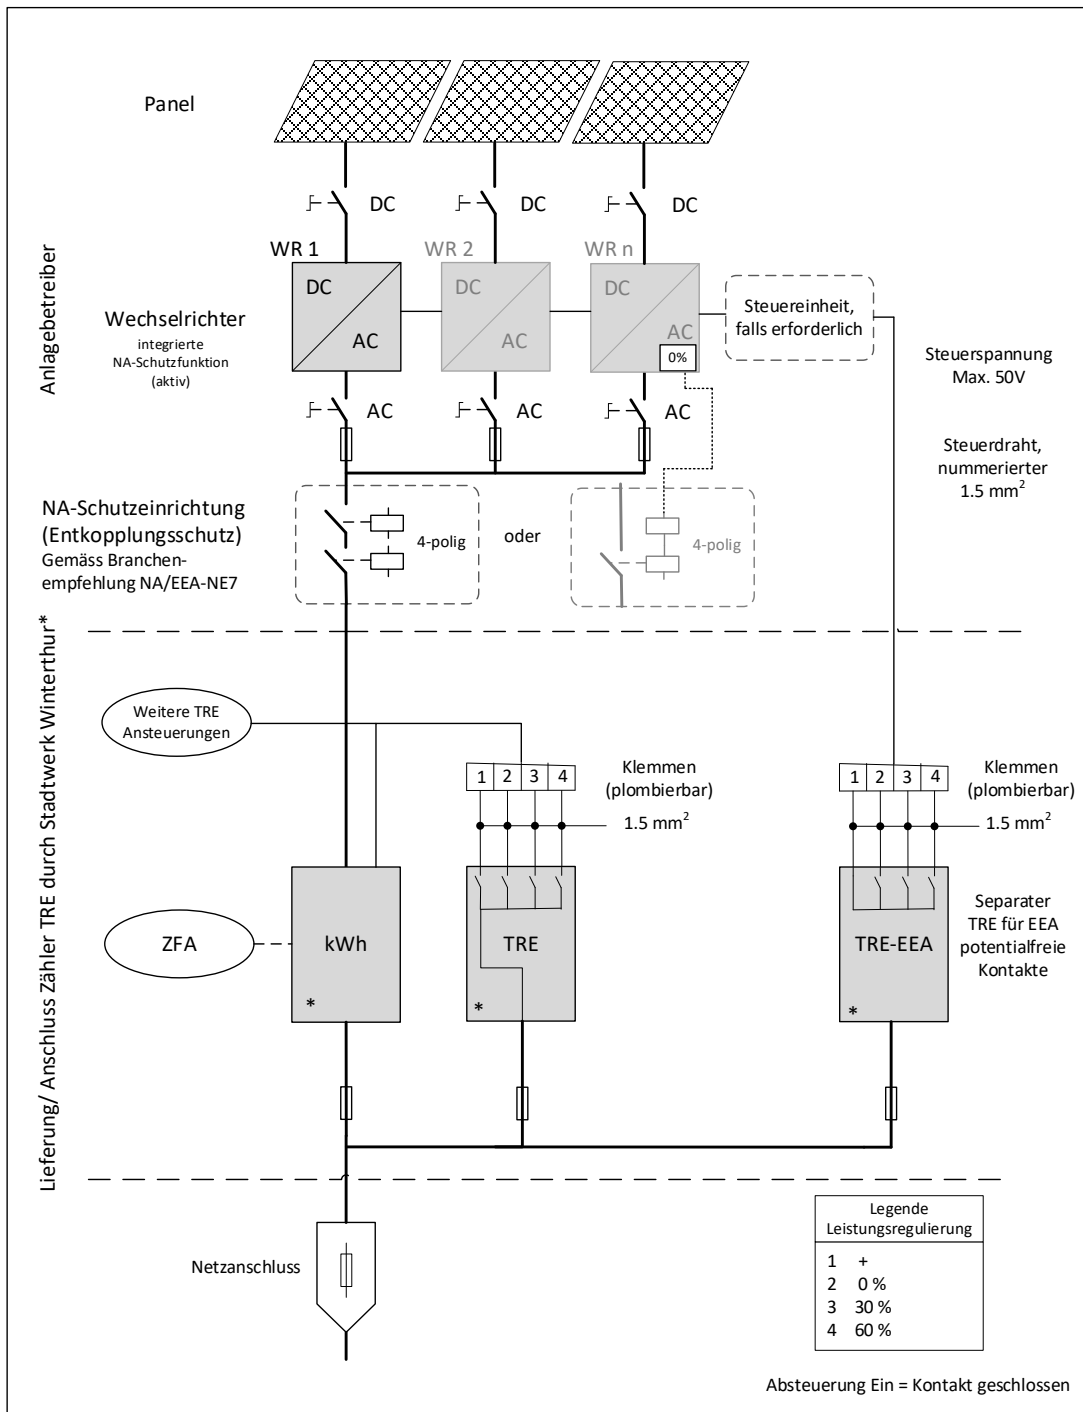 Panel
DC
DC
DC
Anlagebetreiber
WR 1
WR 2
WR n
DC
AC
DC
AC
DC
AC
0%
Steuereinheit,
falls erforderlich
Wechselrichter
integrierte
NA-Schutzfunktion
(aktiv)
Steuerspannung
Max. 50V
AC
AC
AC
Steuerdraht,
nummerierter
1.5 mm²
NA-Schutzeinrichtung
(Entkopplungsschutz)
Gemäss Branchen-
empfehlung NA/EEA-NE7
4-polig
oder
4-polig
Lieferung/ Anschluss Zähler TRE durch Stadtwerk Winterthur*
Weitere TRE
Ansteuerungen
1 2 3 4
Klemmen
(plombierbar)
1.5 mm²
1 2 3 4
Klemmen
(plombierbar)
1.5 mm²
ZFA
kWh
*
TRE
*
TRE-EEA
*
Separater
TRE für EEA
potentialfreie
Kontakte
Netzanschluss
Legende
Leistungsregulierung
1 +
2 0 %
3 30 %
4 60 %
Absteuerung Ein = Kontakt geschlossen